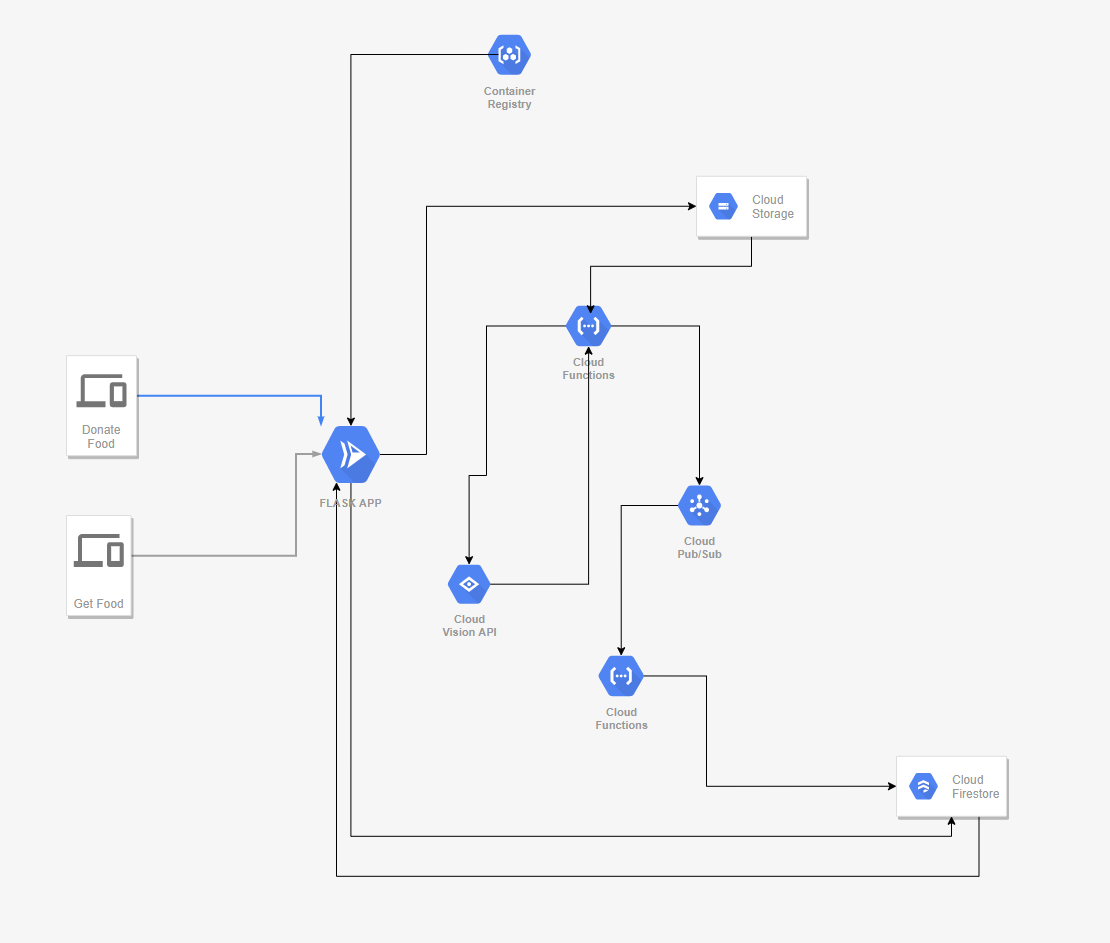 Container
Registry
Cloud
Storage
Cloud
Functions
Donate
Food
FLASK APP
Cloud
Pub/Sub
Get Food
Cloud
Vision API
Cloud
Functions
Cloud
Firestore